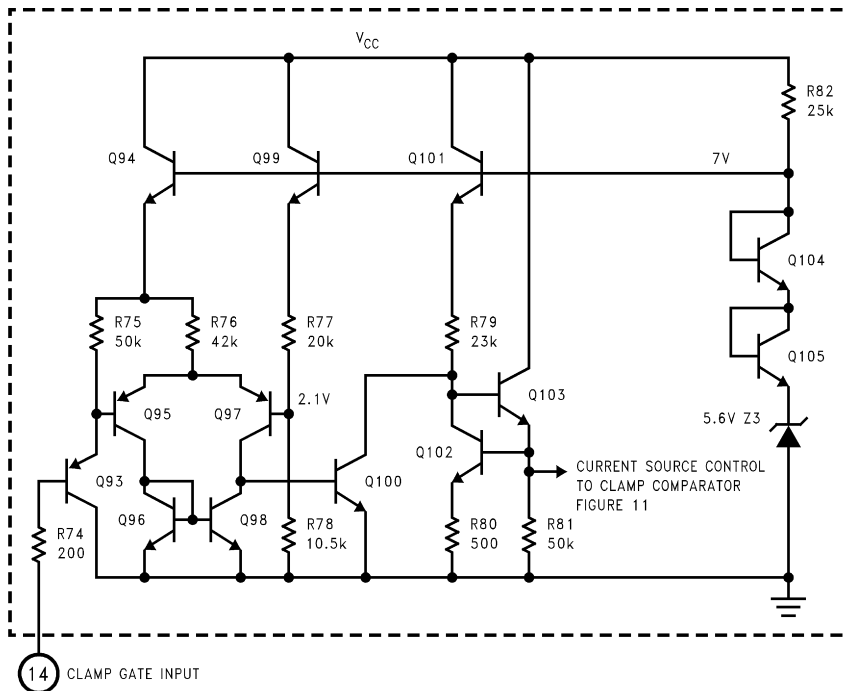 VCC
R82
25k
Q94
Q99
Q101
7V
Q104
R75
50k
R76
42k
R77
20k
R79
23k
Q105
Q95
Q97
2.1V
Q103
5.6V Z3
Q102
Q93
Q100
CURRENT SOURCE CONTROL
TO CLAMP COMPARATOR
FIGURE 11
Q96
Q98
R74
200
R78
10.5k
R80
500
R81
50k
14 CLAMP GATE INPUT